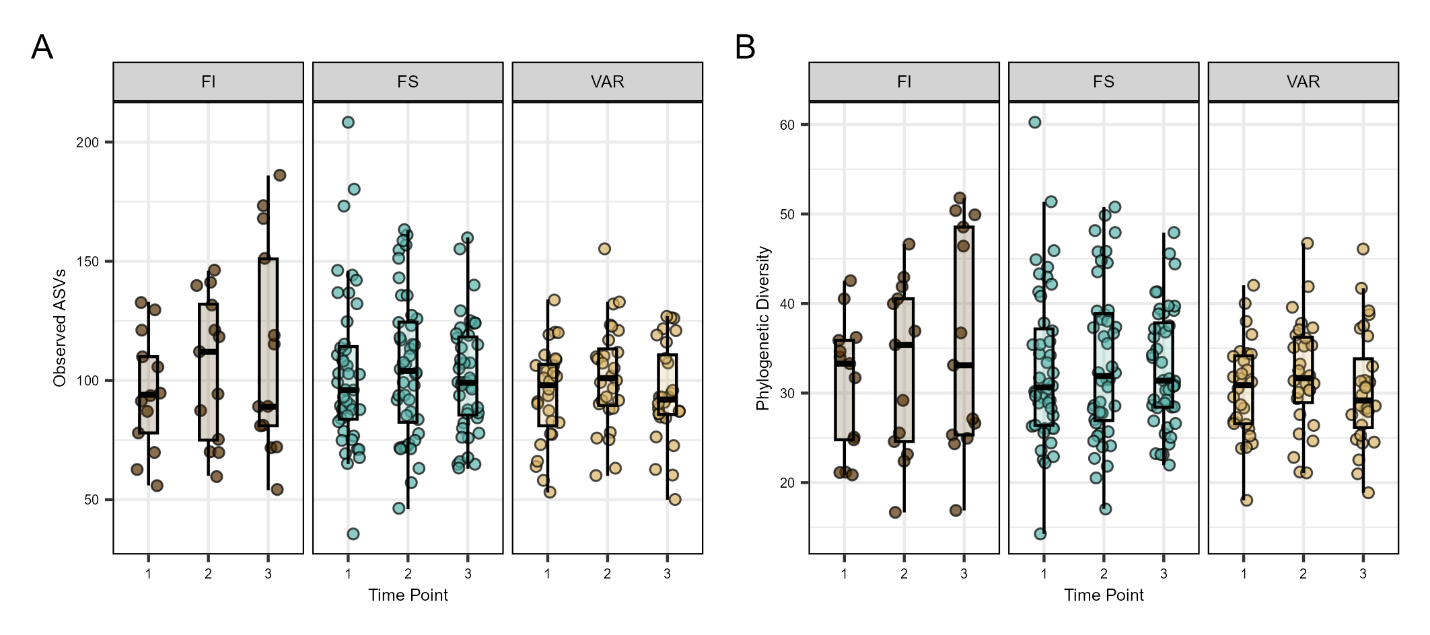 A
B
FI
FS
VAR
FI
FS
VAR
Observed ASVs
200
150
100
50
1
2
3
1
2
3
1
2
3
Time Point
Phylogenetic Diversity
60
50
40
30
20
1
2
3
1
2
3
1
2
3
Time Point